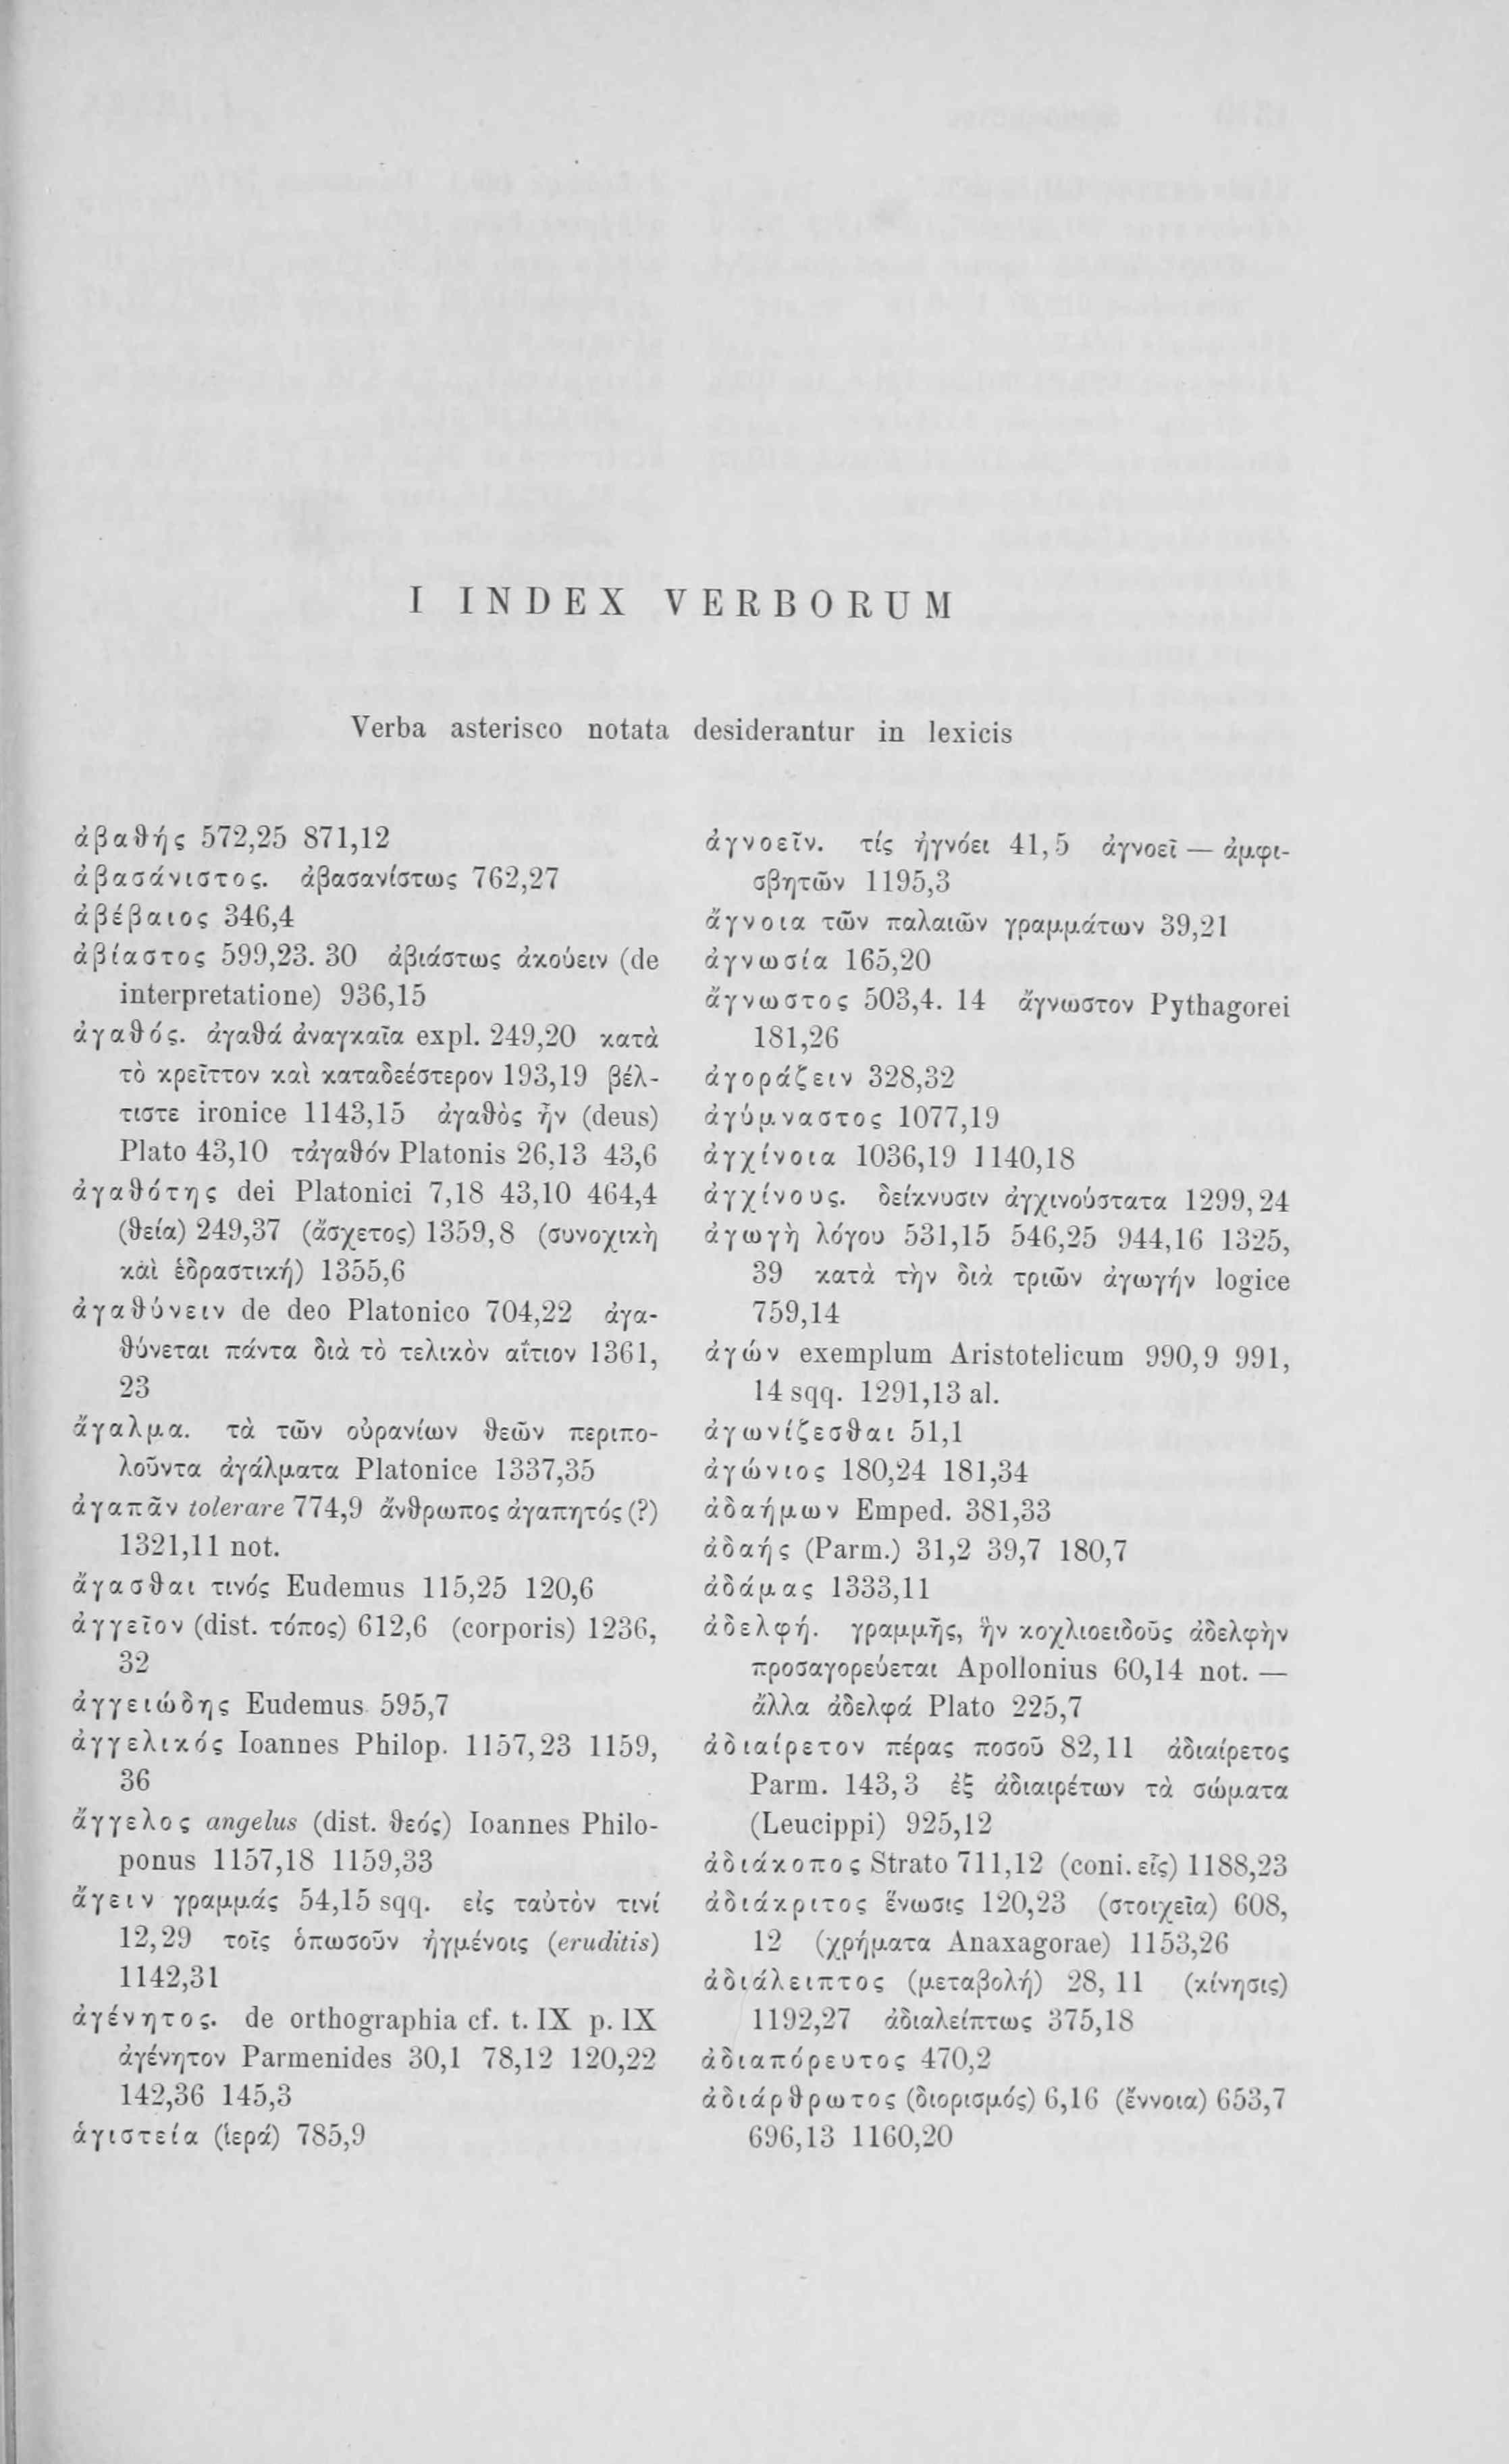 I INDEX VERBORUM
Verba asterisco notata desiderantur in lexicis
ἀβαθής 572,25 871,12
ἀβασάνιστος. ἀβασανίστως 762,27
ἀβέβαιος 346,4
ἀβίαστος 599,23. 30 ἀβιάστως ἀκούειν (de
interpretatione) 936,15
ἀγαθός. ἀγαθά ἀναγκαῖα expl. 249,20 κατὰ
τὸ κρεῖττον καὶ καταδεέστερον 193,19 βέλ-
τιστε ironice 1143,15 ἀγαθὸς ἦν (deus)
Plato 43,10 τἀγαθόν Platonis 26,13 43,6
ἀγαθότης dei Platonici 7,18 43,10 464,4
(θεία) 249,37 (ἄσχετος) 1359,8 (συνοχικὴ
καὶ ἑδραστική) 1355,6
ἀγαθύνειν de deo Platonico 704,22 ἀγα-
θύνεται πάντα διὰ τὸ τελικὸν αἴτιον 1361,
23
ἄγαλμα. τὰ τῶν οὐρανίων θεῶν περιπο-
λοῦντα ἀγάλματα Platonice 1337,35
ἀγαπᾶν tolerare 774,9 ἄνθρωπος ἀγαπητός (?)
1321,11 not.
ἄγασθαι τινός Eudemus 115,25 120,6
ἀγγεῖον (dist. τόπος) 612,6 (corporis) 1236,
32
ἀγγειώδης Eudemus 595,7
ἀγγελικός Ioannes Philop. 1157,23 1159,
36
ἄγγελος angelus (dist. θεός) Ioannes Philo-
ponus 1157,18 1159,33
ἄγειν γραμμάς 54,15 sqq. εἰς ταὐτὸν τινί
12,29 τοῖς ὁπωσοῦν ἠγμένοις (eruditis)
1142,31
ἀγένητος. de orthographia cf. t. IX p. IX
ἀγένητον Parmenides 30,1 78,12 120,22
142,36 145,3
ἁγιστεία (ἱερά) 785,9
ἀγνοεῖν. τίς ἠγνόει 41,5 ἀγνοεῖ — ἀμφι-
σβητῶν 1195,3
ἄγνοια τῶν παλαιῶν γραμμάτων 39,21
ἀγνωσία 165,20
ἄγνωστος 503,4. 14 ἄγνωστον Pythagorei
181,26
ἀγοράζειν 328,32
ἀγύμναστος 1077,19
ἀγχίνοια 1036,19 1140,18
ἀγχίνους. δείκνυσιν ἀγχινούστατα 1299,24
ἀγωγὴ λόγου 531,15 546,25 944,16 1325,
39 κατὰ τὴν διὰ τριῶν ἀγωγήν logice
759,14
ἀγών exemplum Aristotelicum 990,9 991,
14 sqq. 1291,13 al.
ἀγωνίζεσθαι 51,1
ἀγώνιος 180,24 181,34
ἀδαήμων Emped. 381,33
ἀδαής (Parm.) 31,2 39,7 180,7
ἀδάμας 1333,11
ἀδελφή. γραμμῆς, ἣν κοχλιοειδοῦς ἀδελφὴν
προσαγορεύεται Apollonius 60,14 not. —
ἄλλα ἀδελφά Plato 225,7
ἀδιαίρετον πέρας ποσοῦ 82,11 ἀδιαίρετος
Parm. 143,3 ἐξ ἀδιαιρέτων τὰ σώματα
(Leucippi) 925,12
ἀδιάκοπος Strato 711,12 (coni. εἷς) 1188,23
ἀδιάκριτος ἕνωσις 120,23 (στοιχεῖα) 608,
12 (χρήματα Anaxagorae) 1153,26
ἀδιάλειπτος (μεταβολή) 28, 11 (κίνησις)
1192,27 ἀδιαλείπτως 375,18
ἀδιαπόρευτος 470,2
ἀδιάρθρωτος (διορισμός) 6,16 (ἔννοια) 653,7
696,13 1160,20